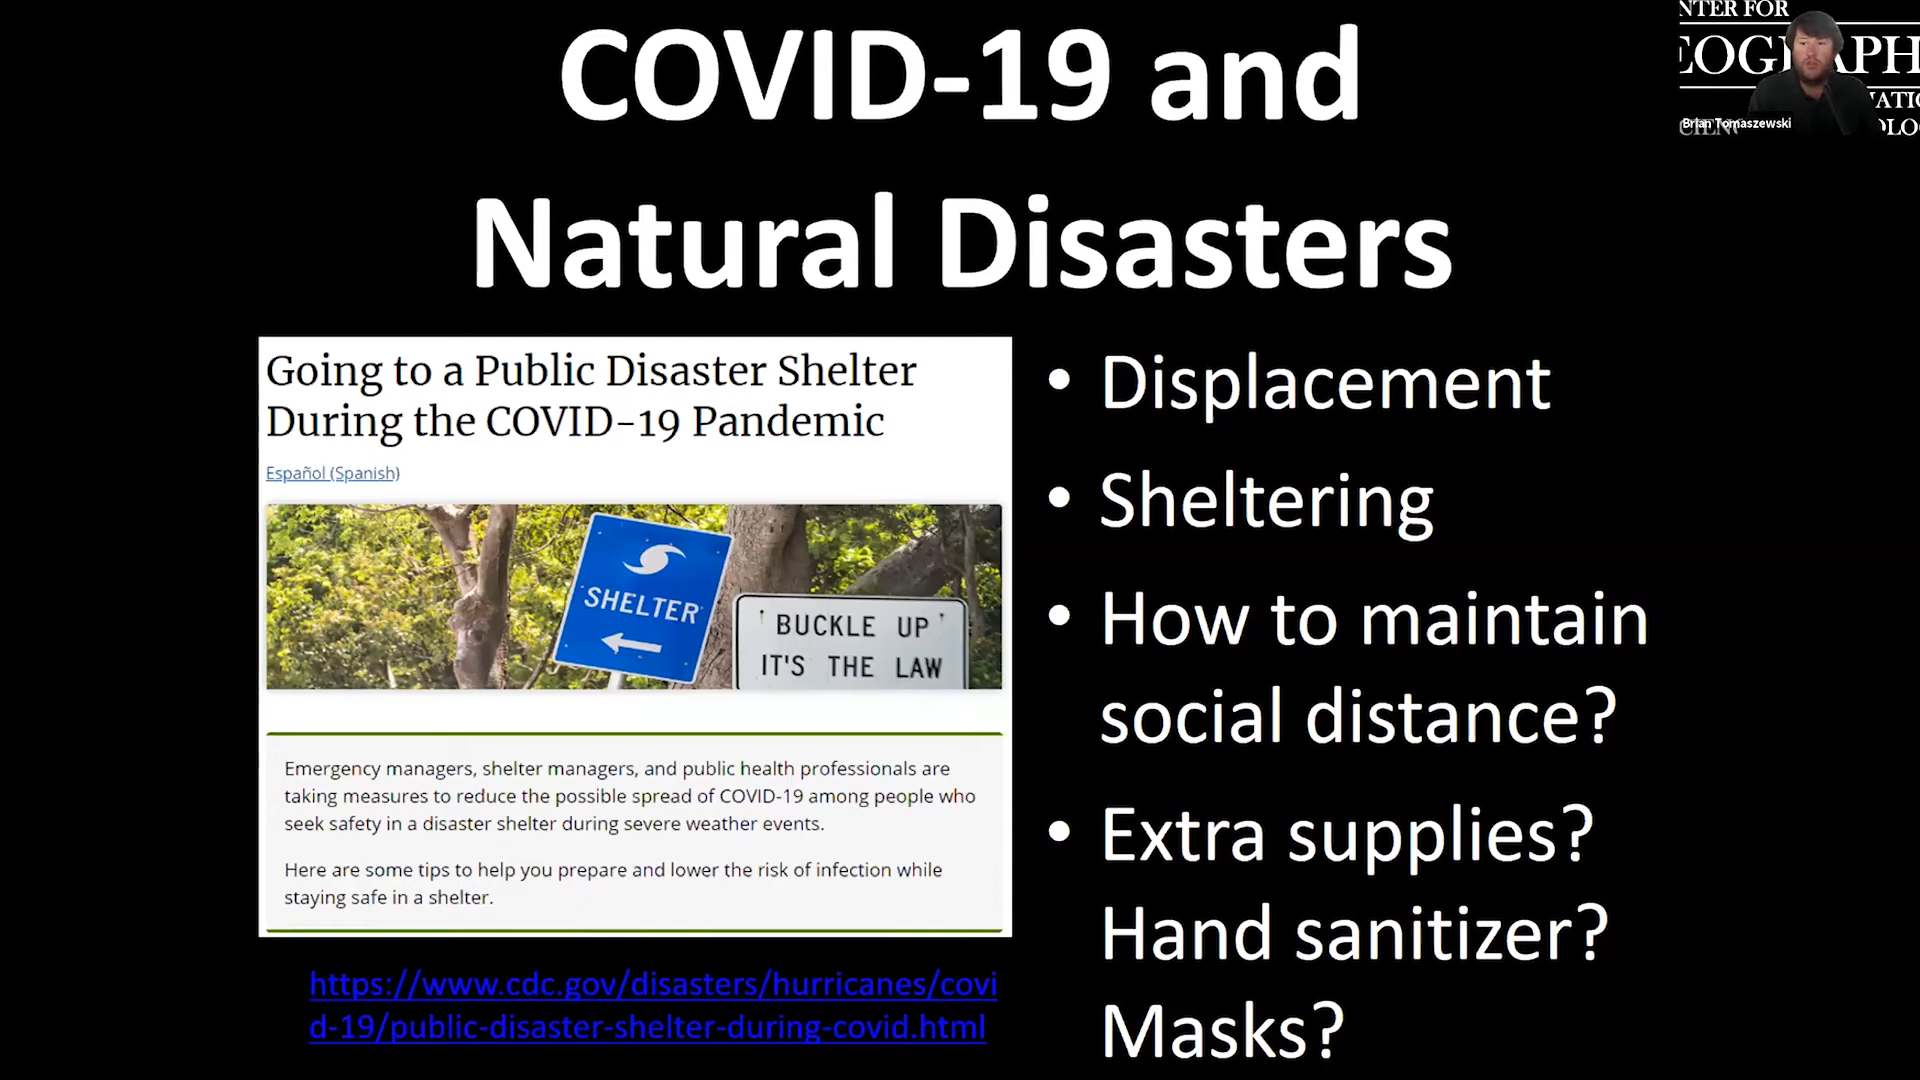 COVID-19 and
Natural Disasters
NTER FOR
Brian Tomaszewski
Going to a Public Disaster Shelter
During the COVID-19 Pandemic
Español (Spanish)
SHELTER
BUCKLE UP
IT'S THE LAW
Emergency managers, shelter managers, and public health professionals are
taking measures to reduce the possible spread of COVID-19 among people who
seek safety in a disaster shelter during severe weather events.
Here are some tips to help you prepare and lower the risk of infection while
staying safe in a shelter.
https://www.cdc.gov/disasters/hurricanes/covi
d-19/public-disaster-shelter-during-covid.html
• Displacement
• Sheltering
• How to maintain
social distance?
• Extra supplies?
Hand sanitizer?
Masks?